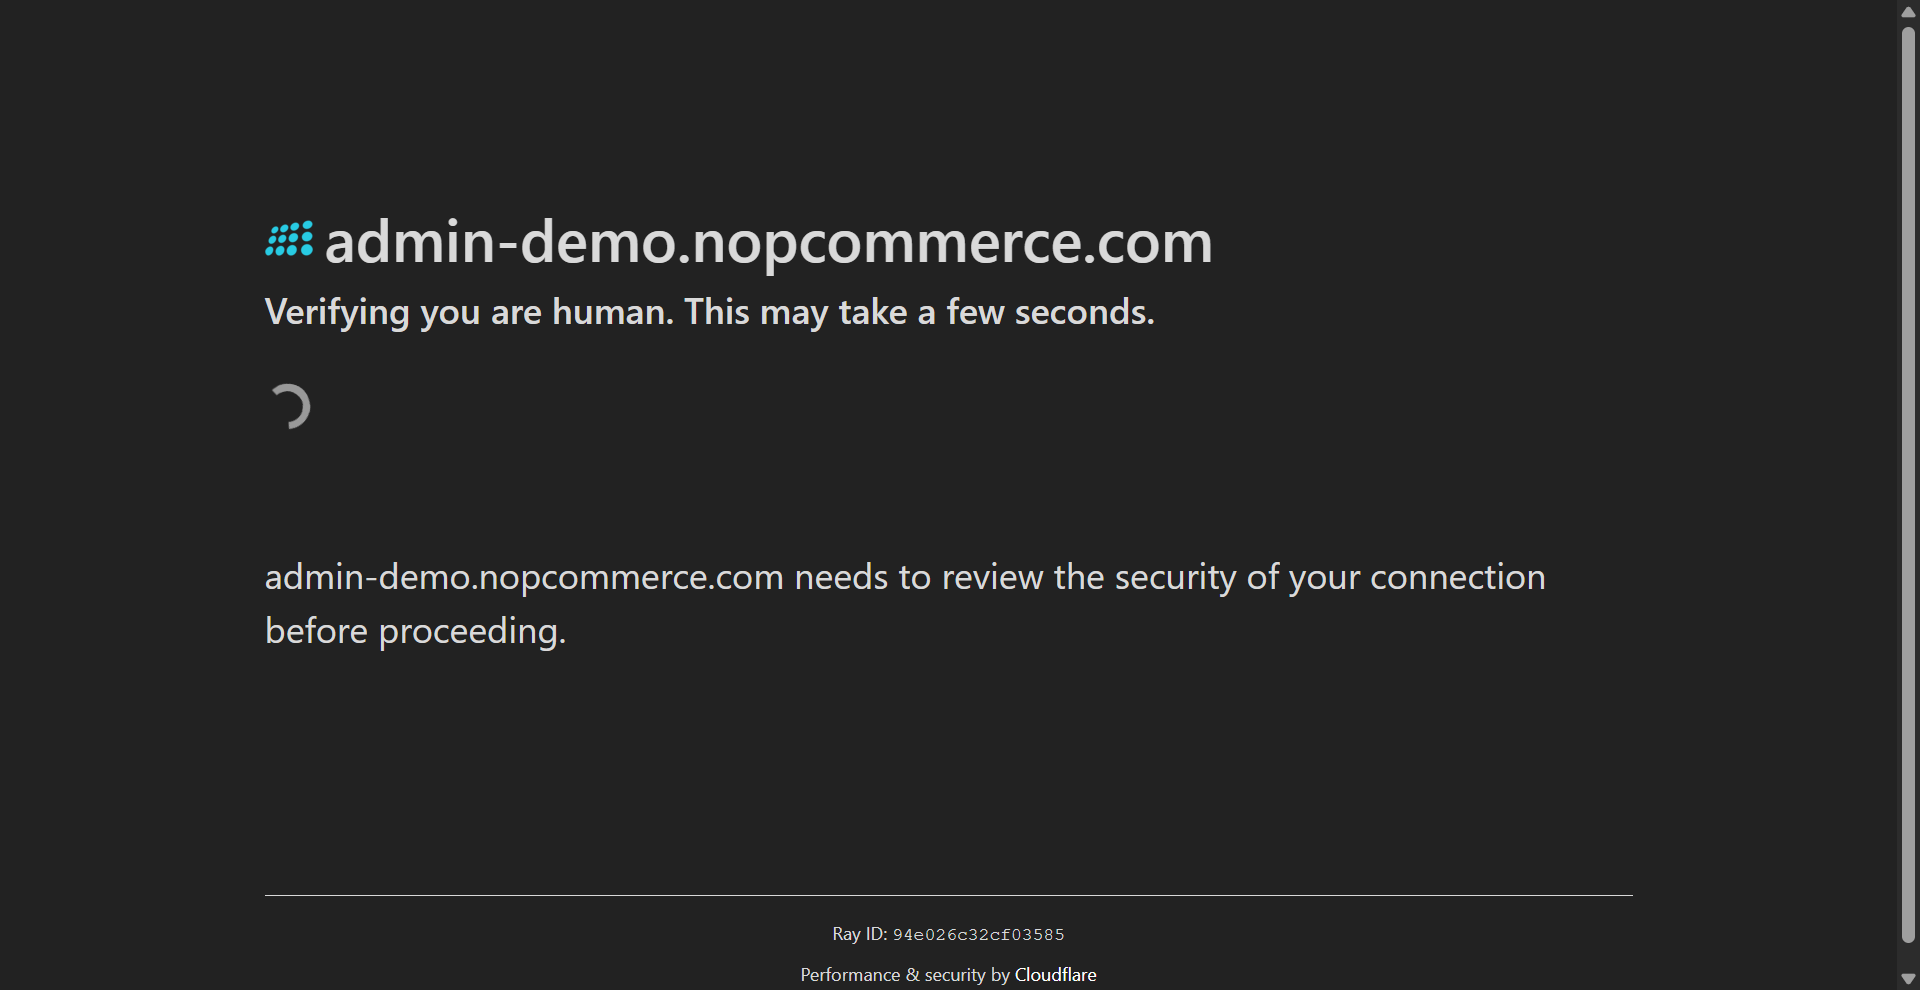 admin-demo.nopcommerce.com
Verifying you are human. This may take a few seconds.
admin-demo.nopcommerce.com needs to review the security of your connection
before proceeding.
Ray ID: 94e026c32cf03585
Performance & security by Cloudflare